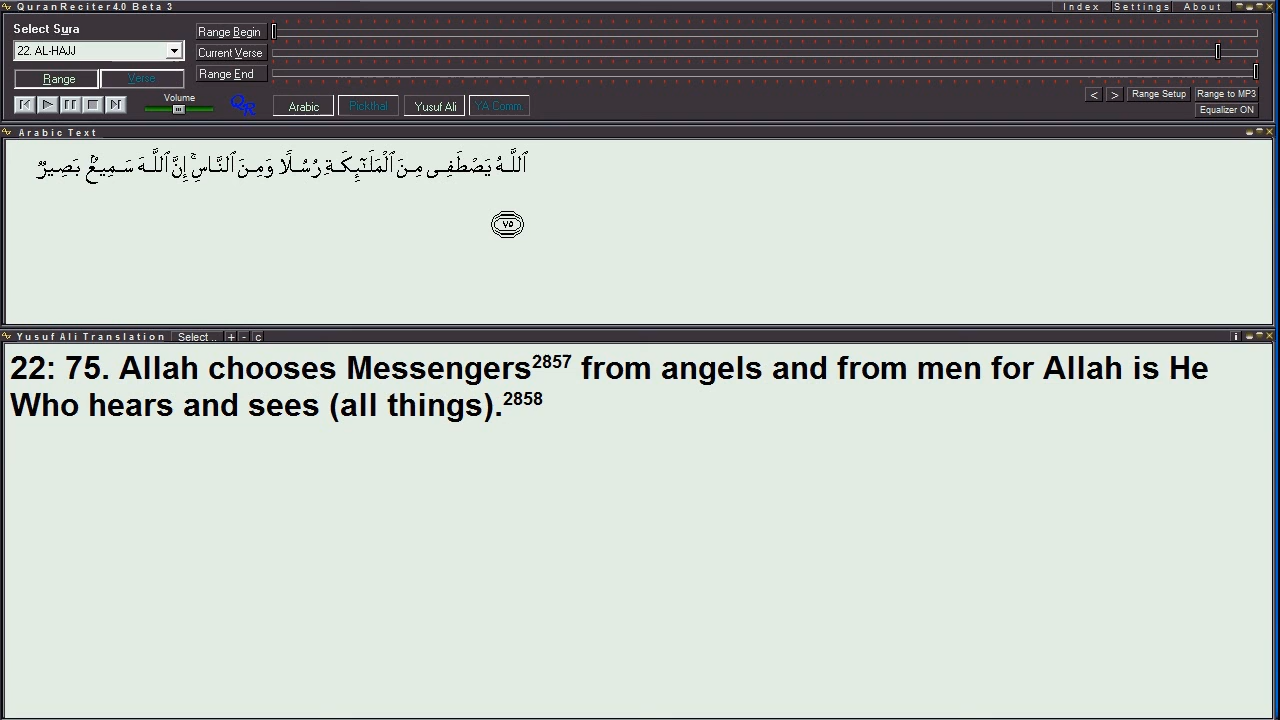 QuranReciter4.0 Beta 3
Index
Settings
About
Select Sura
22. AL-HAJJ
Range
Verse
Volume
Range Begin
Current Verse
Range End
QR
Arabic
Pickthal
Yusuf Ali
YA Comm.
<
>
Range Setup
Range to MP3
Equalizer ON
Arabic Text
ٱللَّهُ يَصْطَفِى مِنَ ٱلْمَلَـٰٓئِكَةِ رُسُلًا وَمِنَ ٱلنَّاسِ ۚ إِنَّ ٱللَّهَ سَمِيعٌۢ بَصِيرٌ
٧٥
Yusuf Ali Translation
Select ..
+
-
c
i
22: 75. Allah chooses Messengers2857 from angels and from men for Allah is He
Who hears and sees (all things).2858